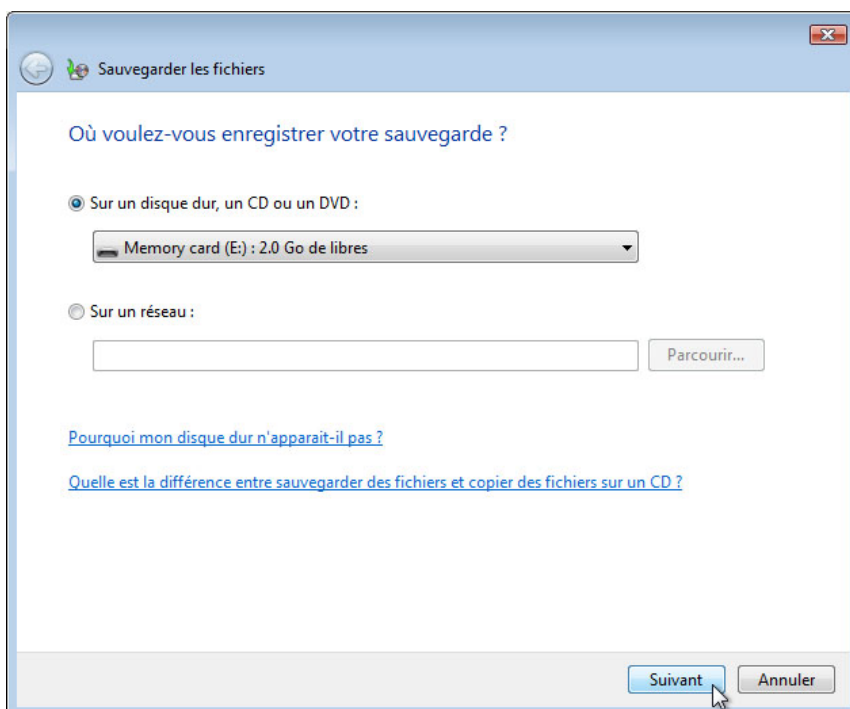 Sauvegarder les fichiers
Où voulez-vous enregistrer votre sauvegarde ?
Sur un disque dur, un CD ou un DVD :
Memory card (E:) : 2.0 Go de libres
Sur un réseau :
Parcourir...
Pourquoi mon disque dur n'apparait-il pas ?
Quelle est la différence entre sauvegarder des fichiers et copier des fichiers sur un CD ?
Suivant Annuler